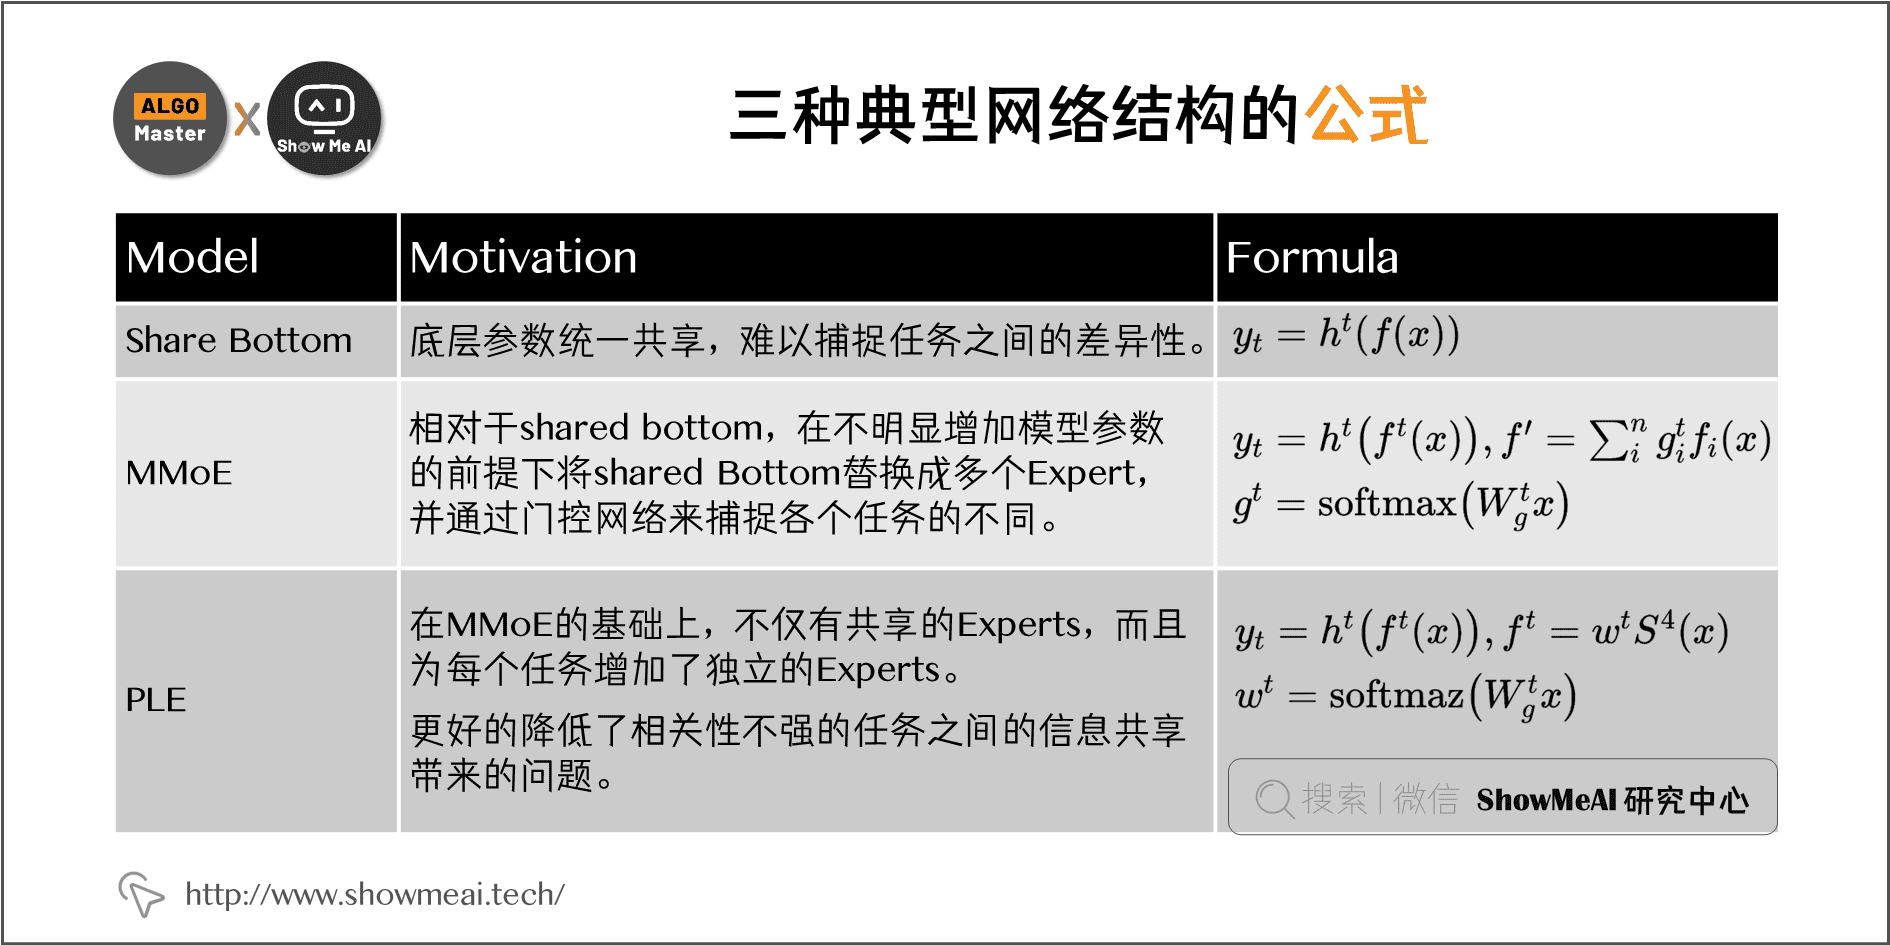 ALGO
Master
X
Show Me AI
三种典型网络结构的公式
Model
Motivation
Formula
Share Bottom
底层参数统一共享，难以捕捉任务之间的差异性。
y_t = h^t(f(x))
MMoE
相对于shared bottom，在不明显增加模型参数
的前提下将shared Bottom替换成多个Expert，
并通过门控网络来捕捉各个任务的不同。
y_t = h^t(f^t(x)), f′ = ∑_i^n g_i^t f_i(x)
g^t = softmax(W_g^t x)
PLE
在MMoE的基础上，不仅有共享的Experts，而且
为每个任务增加了独立的Experts。
更好的降低了相关性不强的任务之间的信息共享
带来的问题。
y_t = h^t(f^t(x)), f^t = w^t S^4(x)
w^t = softmaz(W_g^t x)
搜索|微信 ShowMeAI 研究中心
http://www.showmeai.tech/